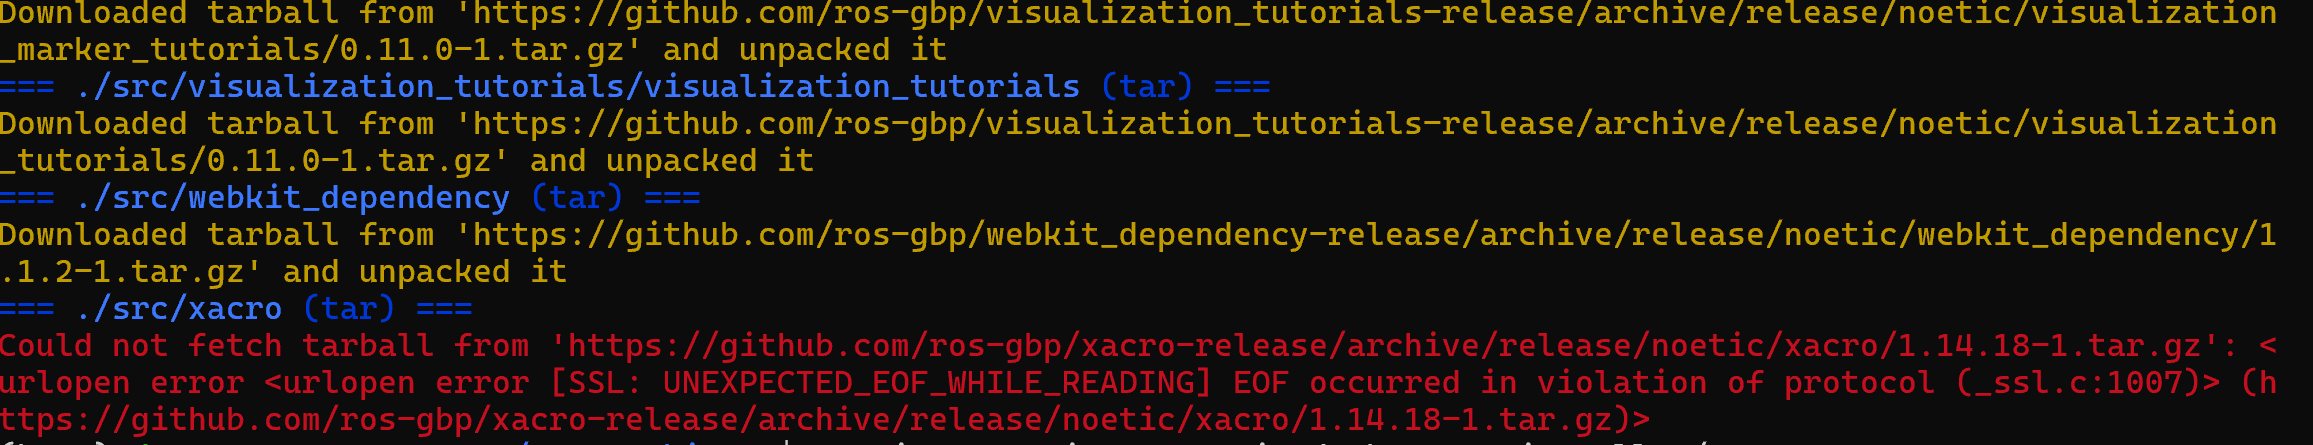 Downloaded tarball from 'https://github.com/ros-gbp/visualization_tutorials-release/archive/release/noetic/visualization
_marker_tutorials/0.11.0-1.tar.gz' and unpacked it
=== ./src/visualization_tutorials/visualization_tutorials (tar) ===
Downloaded tarball from 'https://github.com/ros-gbp/visualization_tutorials-release/archive/release/noetic/visualization
_tutorials/0.11.0-1.tar.gz' and unpacked it
=== ./src/webkit_dependency (tar) ===
Downloaded tarball from 'https://github.com/ros-gbp/webkit_dependency-release/archive/release/noetic/webkit_dependency/1
.1.2-1.tar.gz' and unpacked it
=== ./src/xacro (tar) ===
Could not fetch tarball from 'https://github.com/ros-gbp/xacro-release/archive/release/noetic/xacro/1.14.18-1.tar.gz': <
urlopen error <urlopen error [SSL: UNEXPECTED_EOF_WHILE_READING] EOF occurred in violation of protocol (_ssl.c:1007)> (h
ttps://github.com/ros-gbp/xacro-release/archive/release/noetic/xacro/1.14.18-1.tar.gz)>